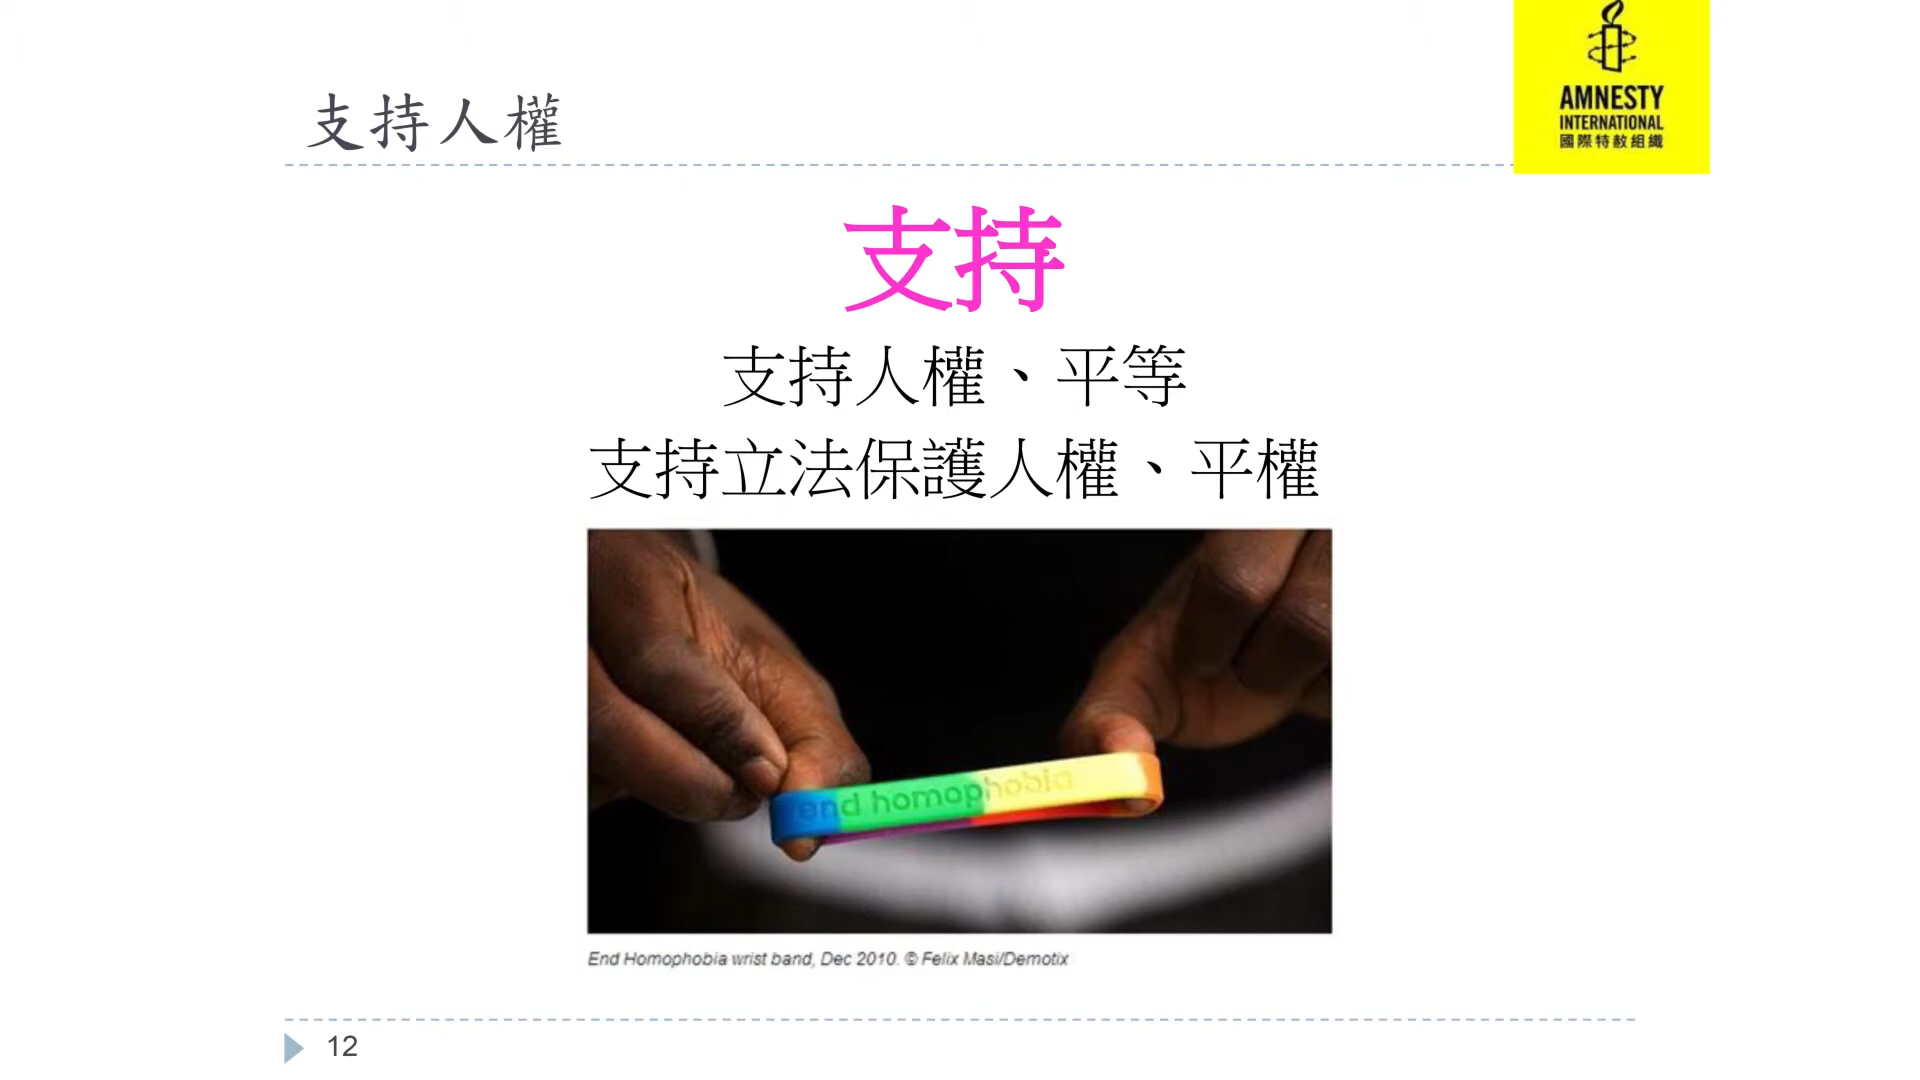 支持人權
AMNESTY
INTERNATIONAL
國際特赦組織
支持
支持人權、平等
支持立法保護人權、平權
end homophobia
End Homophobia wrist band, Dec 2010. © Felix Masi/Demotix
12